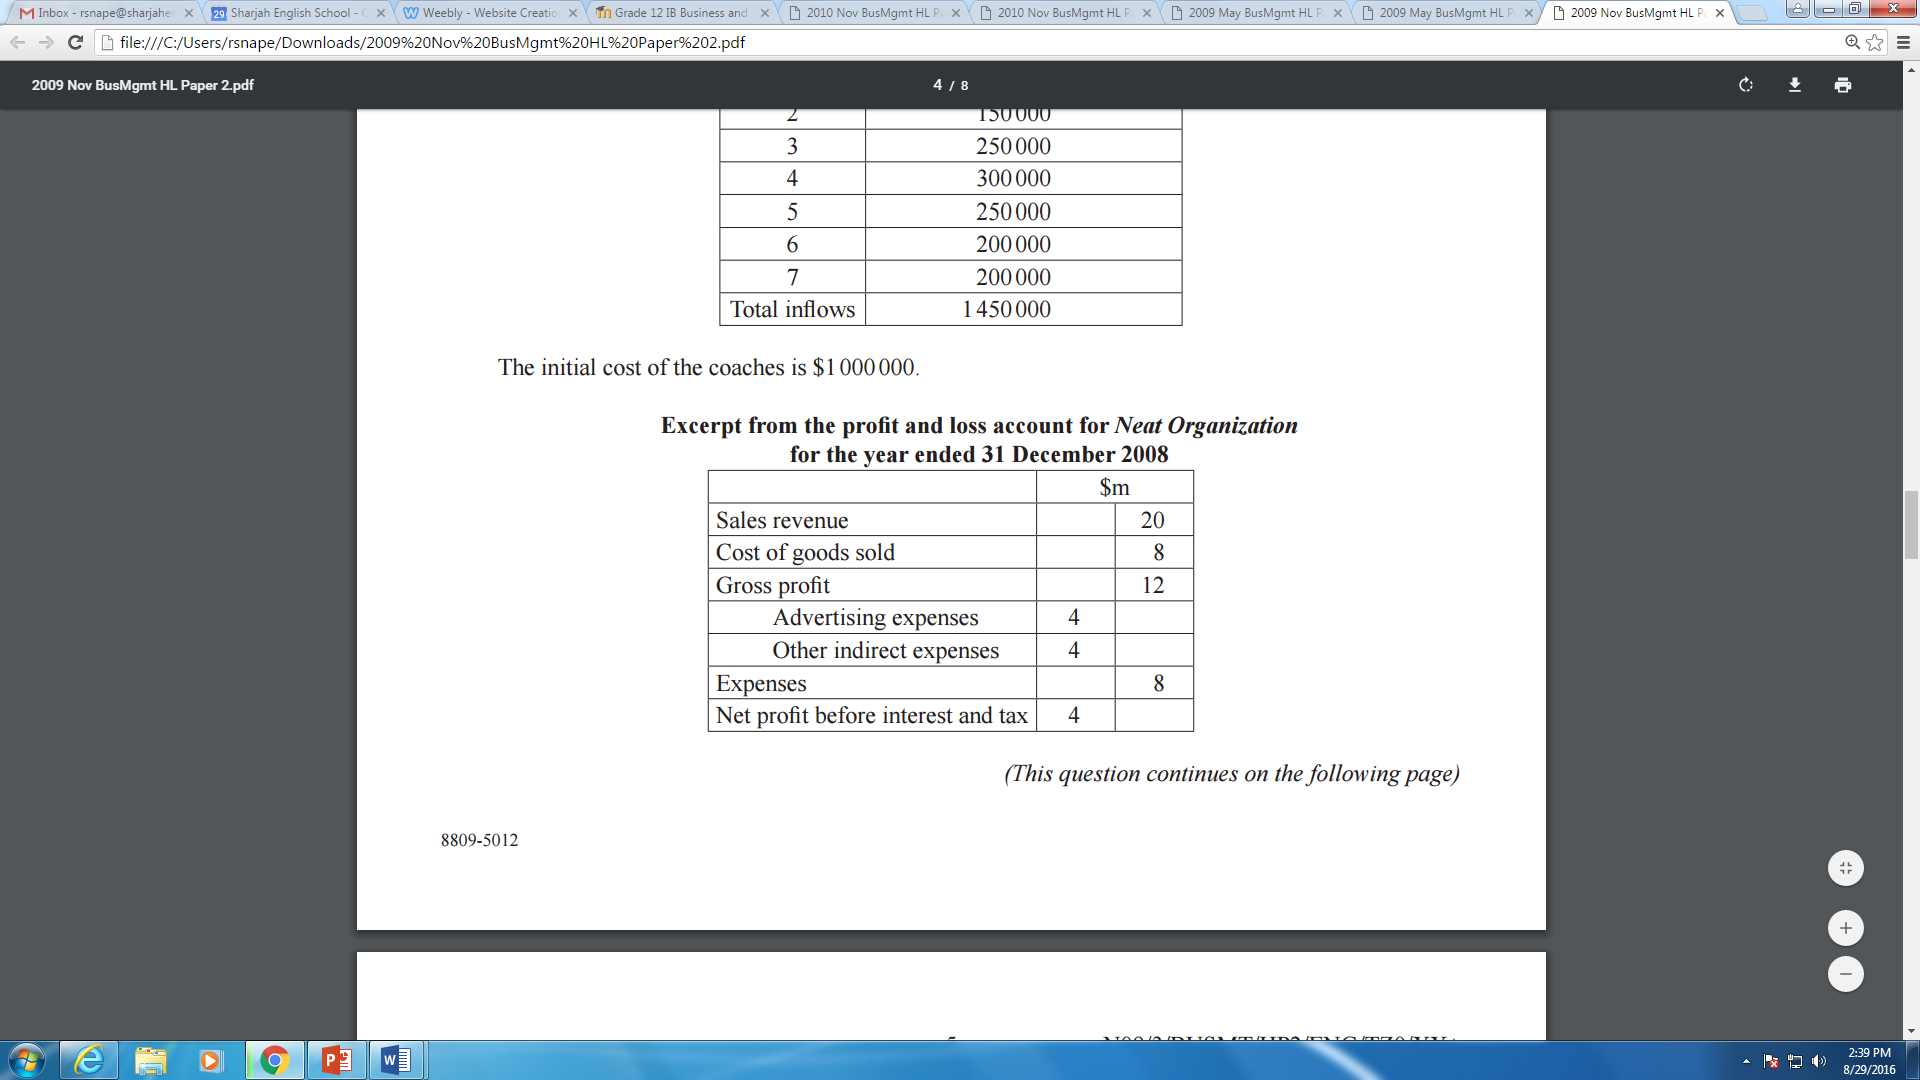 Inbox - rsnape@sharjahe
29 Sharjah English School -
Weebly - Website Creatio
Grade 12 IB Business and
2010 Nov BusMgmt HL P
2010 Nov BusMgmt HL P
2009 May BusMgmt HL P
2009 May BusMgmt HL P
2009 Nov BusMgmt HL P
file:///C:/Users/rsnape/Downloads/2009%20Nov%20BusMgmt%20HL%20Paper%202.pdf
2009 Nov BusMgmt HL Paper 2.pdf
4 / 8
2 150 000
3 250 000
4 300 000
5 250 000
6 200 000
7 200 000
Total inflows 1 450 000
The initial cost of the coaches is $1 000 000.
Excerpt from the profit and loss account for Neat Organization
for the year ended 31 December 2008
$m
Sales revenue 20
Cost of goods sold 8
Gross profit 12
Advertising expenses 4
Other indirect expenses 4
Expenses 8
Net profit before interest and tax 4
(This question continues on the following page)
8809-5012
2:39 PM
8/29/2016